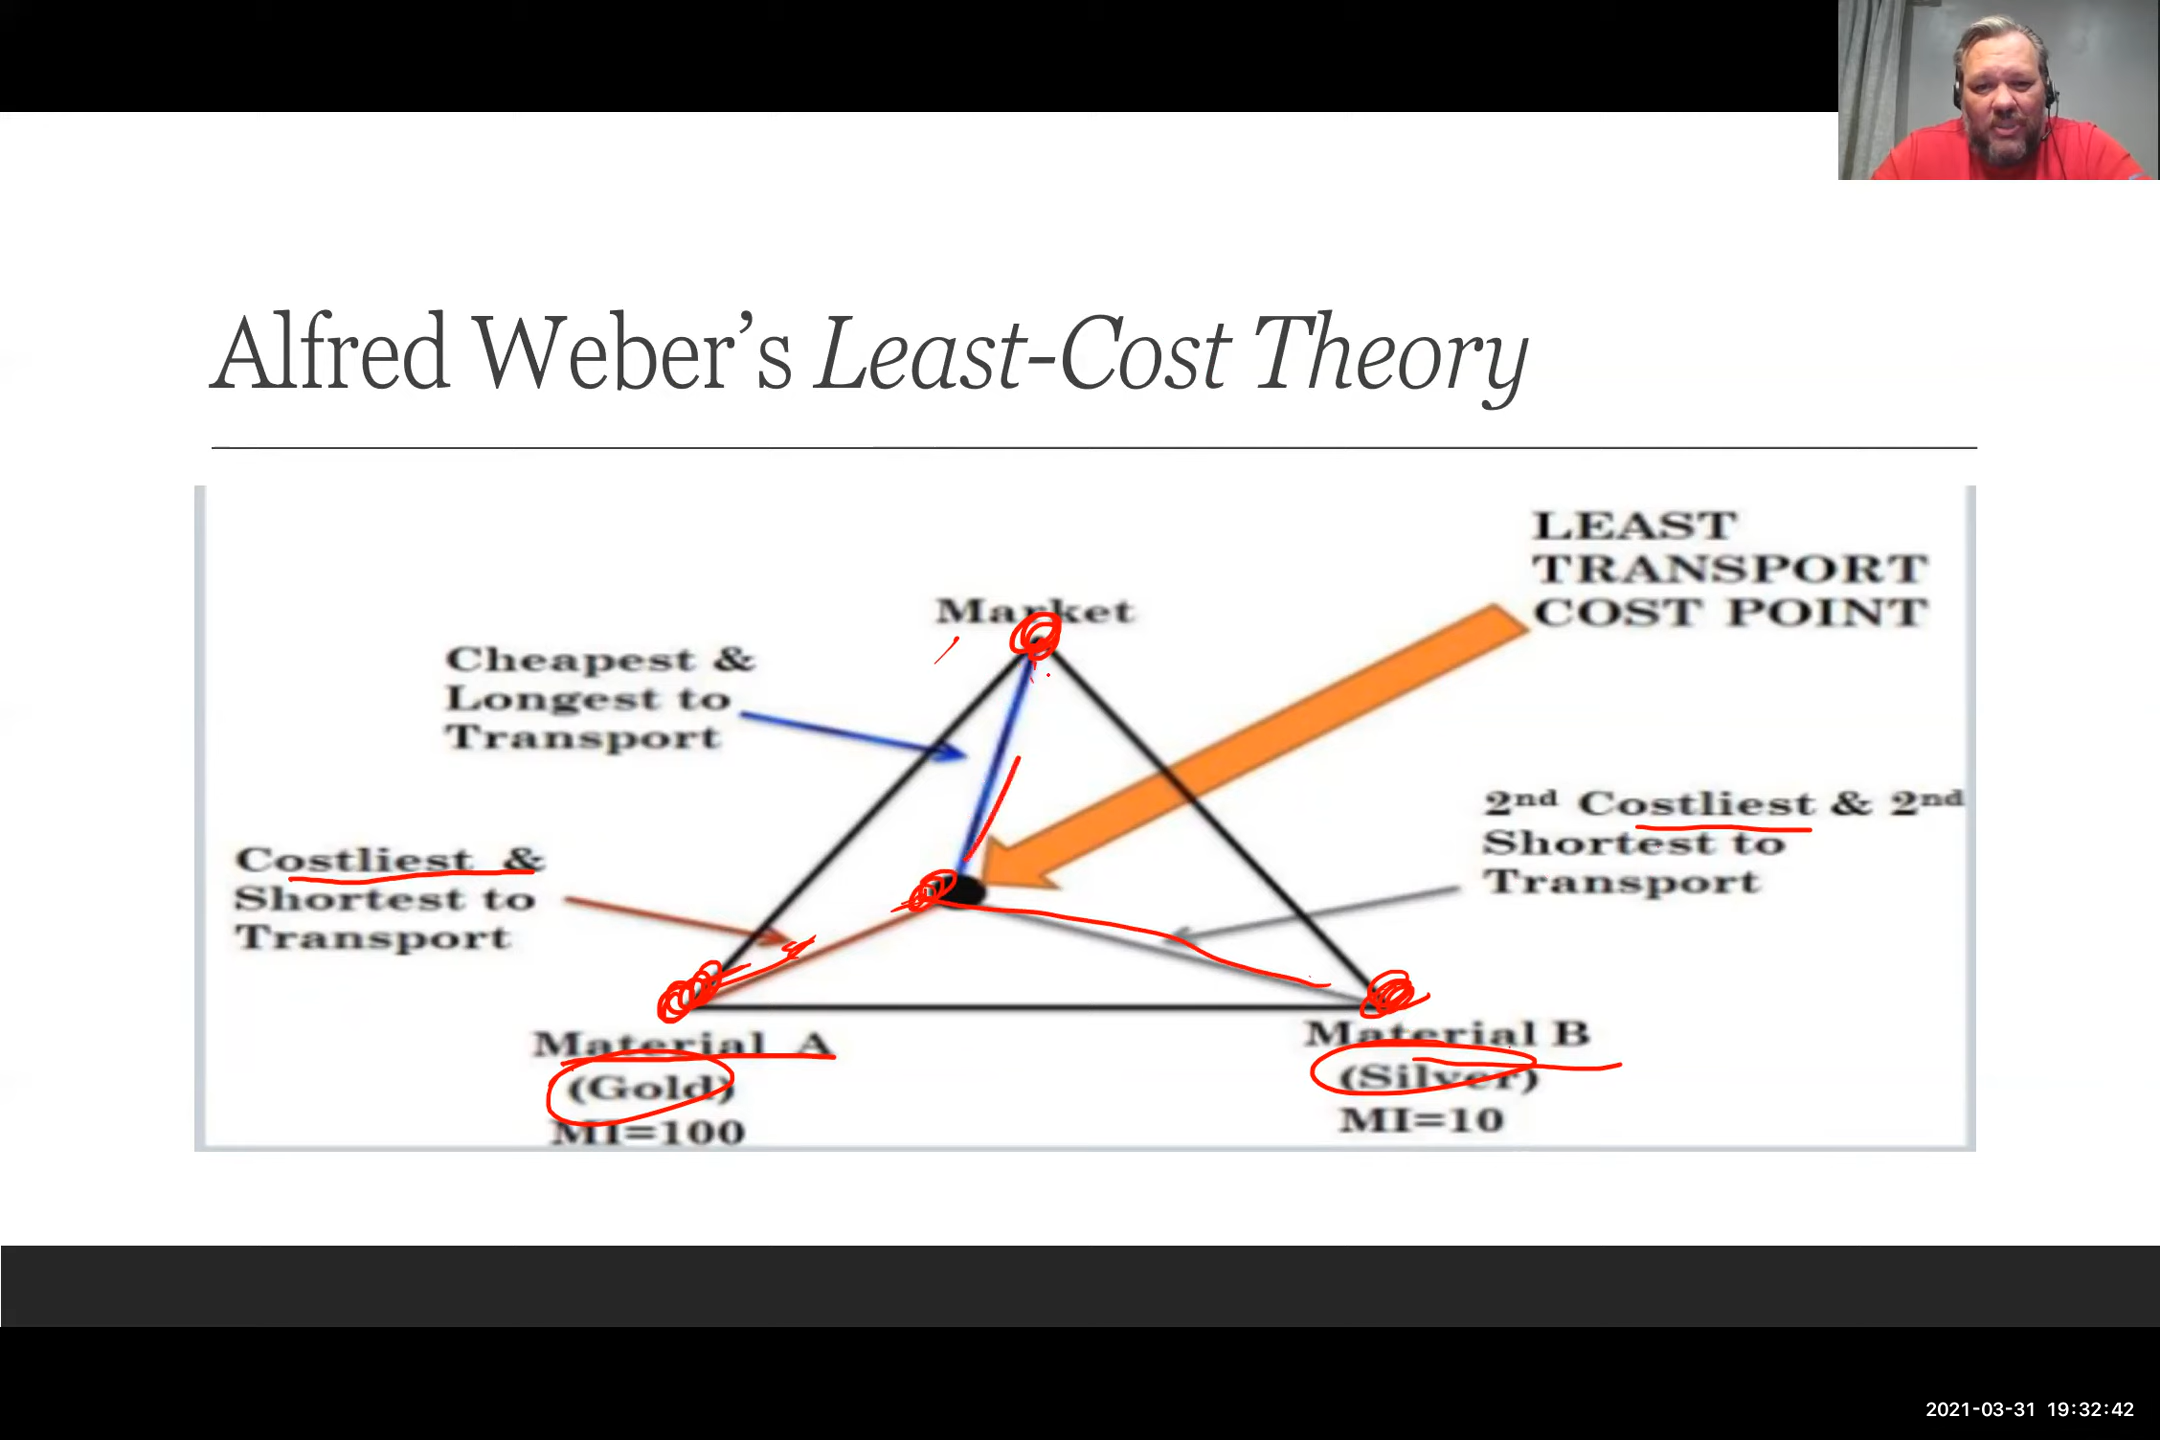 Alfred Weber’s Least-Cost Theory
LEAST
TRANSPORT
COST POINT
Market
Cheapest &
Longest to
Transport
2nd Costliest & 2nd
Shortest to
Transport
Costliest &
Shortest to
Transport
Material A
(Gold)
MI=100
Material B
(Silver)
MI=10
2021-03-31 19:32:42